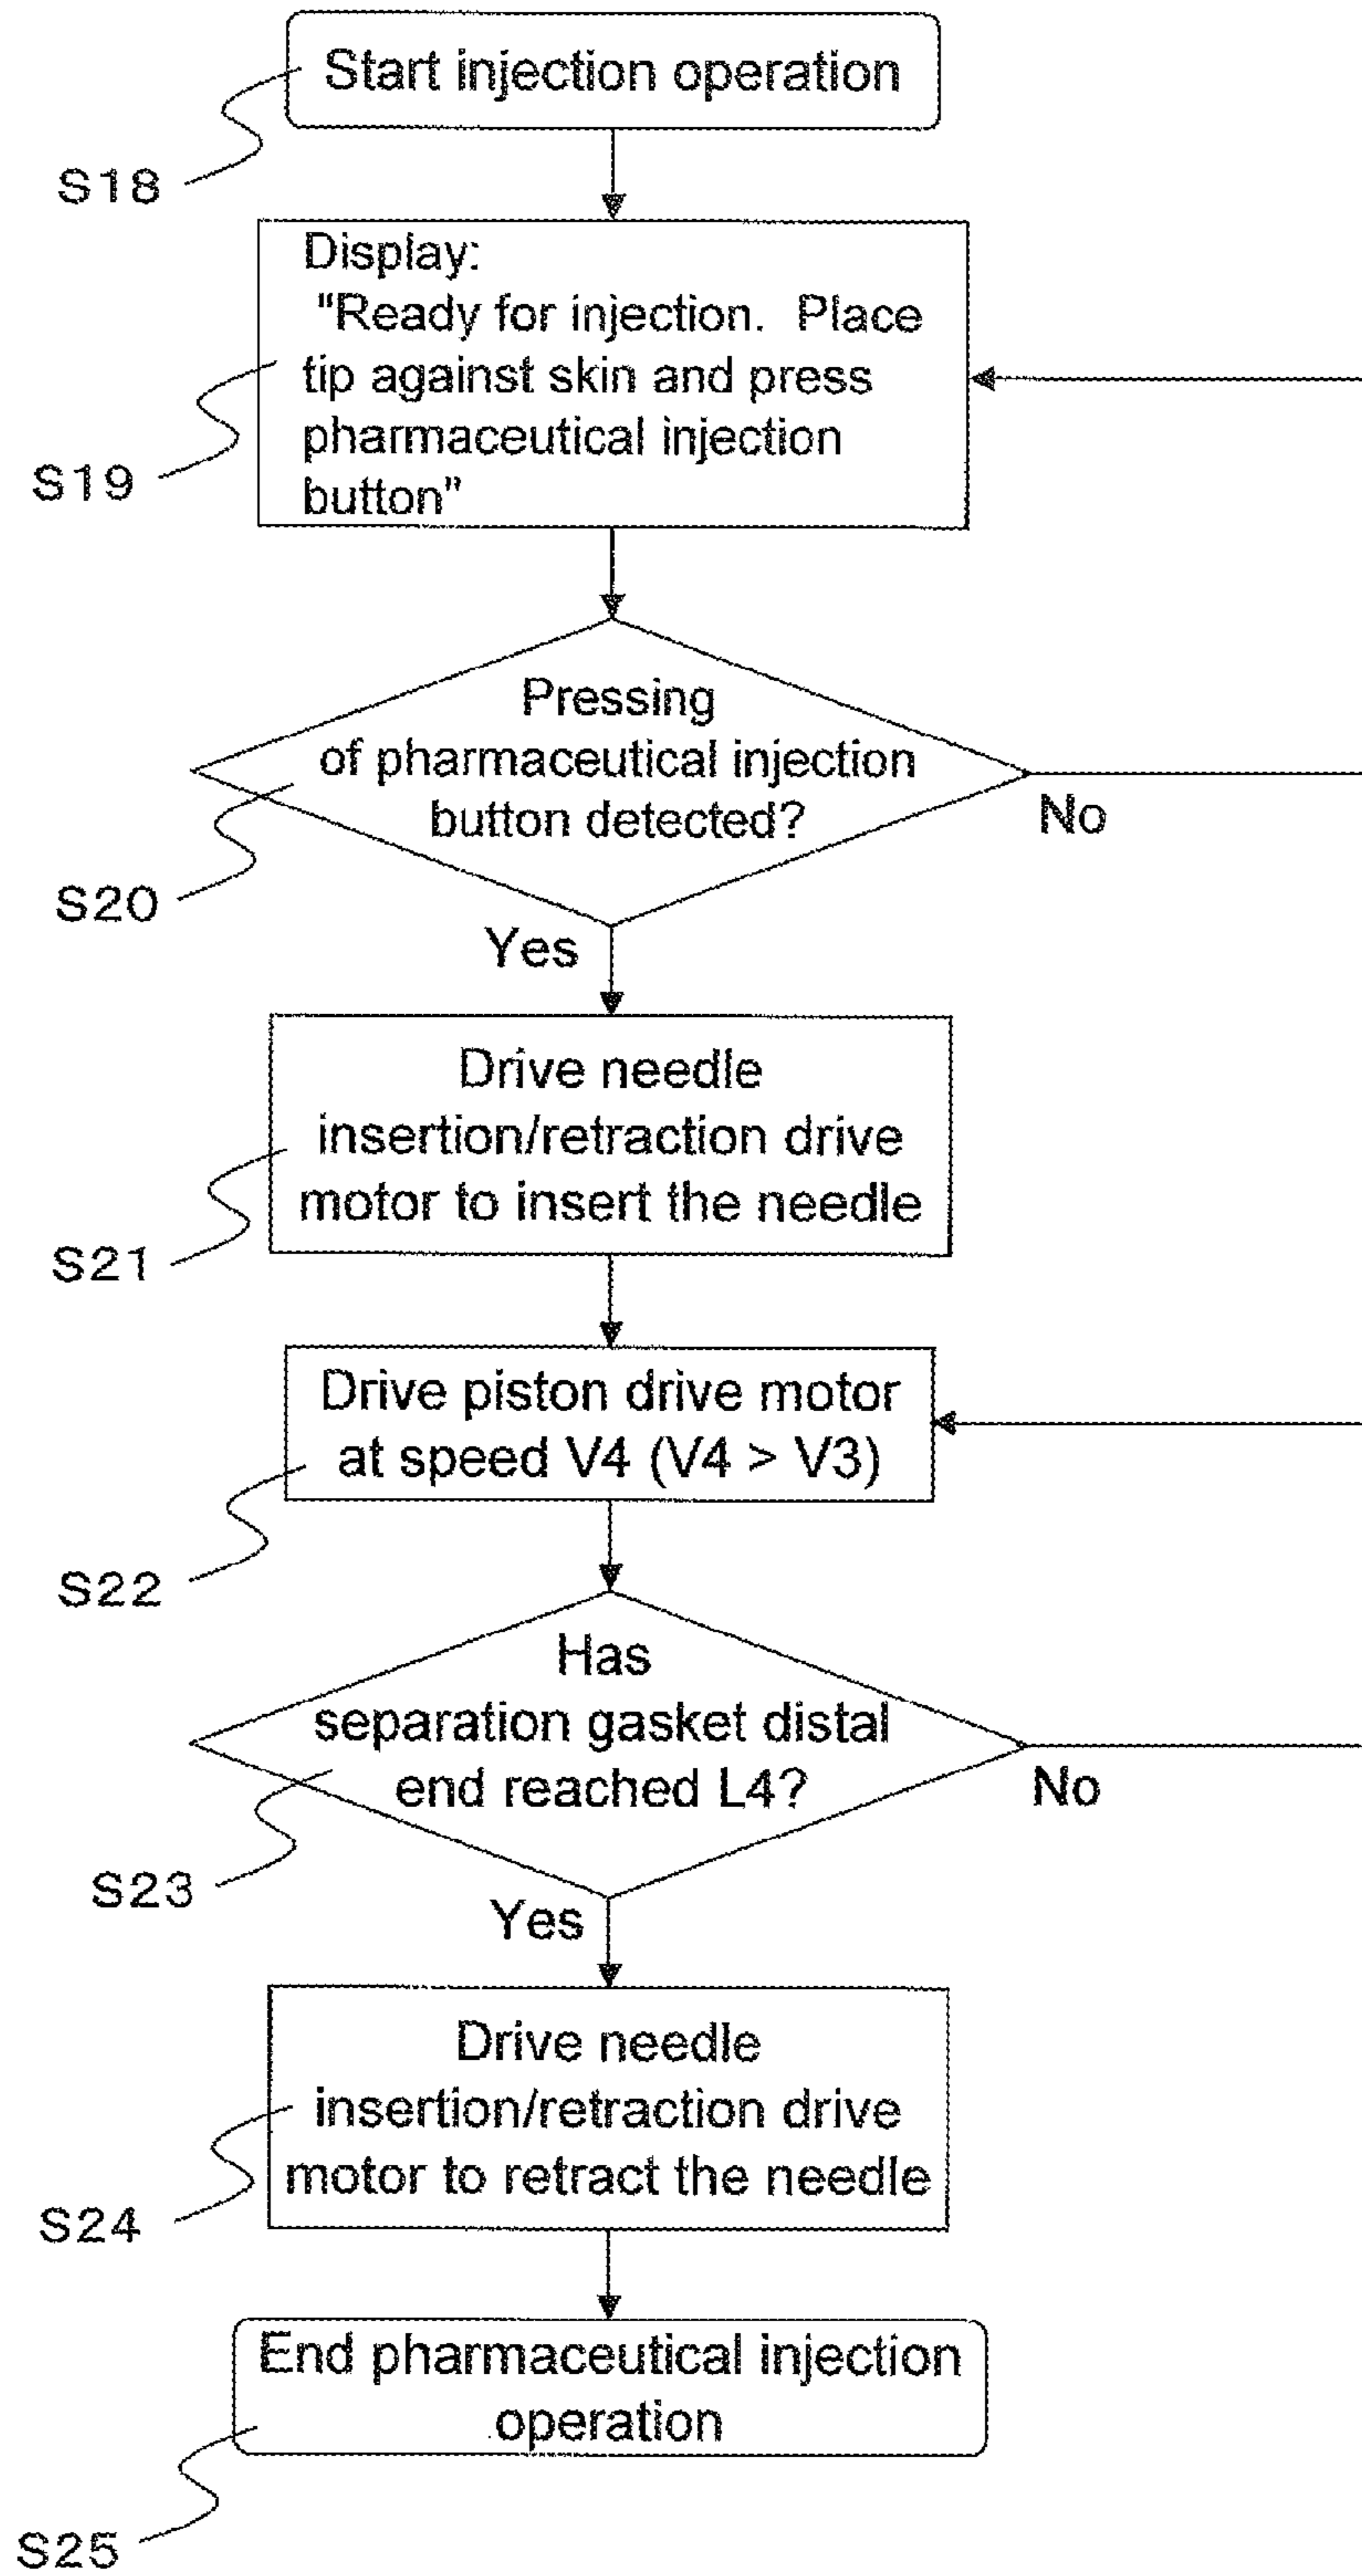 Start injection operation
S18
Display:
"Ready for injection. Place
tip against skin and press
pharmaceutical injection
button"
S19
Pressing
of pharmaceutical injection
button detected?
No
S20
Yes
Drive needle
insertion/retraction drive
motor to insert the needle
S21
Drive piston drive motor
at speed V4 (V4 > V3)
S22
Has
separation gasket distal
end reached L4?
No
S23
Yes
Drive needle
insertion/retraction drive
motor to retract the needle
S24
End pharmaceutical injection
operation
S25